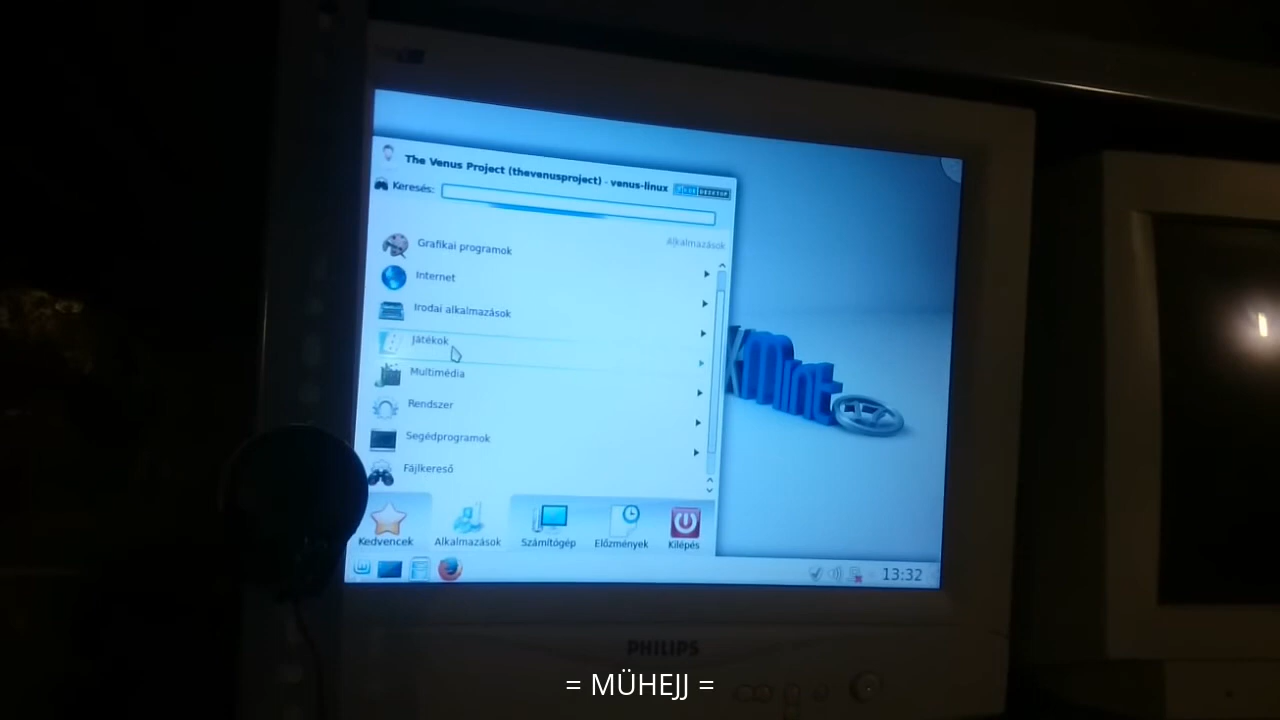 The Venus Project (thevenusproject) - venus-linux
Keresés:
Alkalmazások
Grafikai programok
Internet
Irodai alkalmazások
Játékok
Multimédia
Rendszer
Segédprogramok
Fájlkereső
Kedvencek
Alkalmazások
Számítógép
Előzmények
Kilépés
Mint
13:32
PHILIPS
= MÜHEJJ =